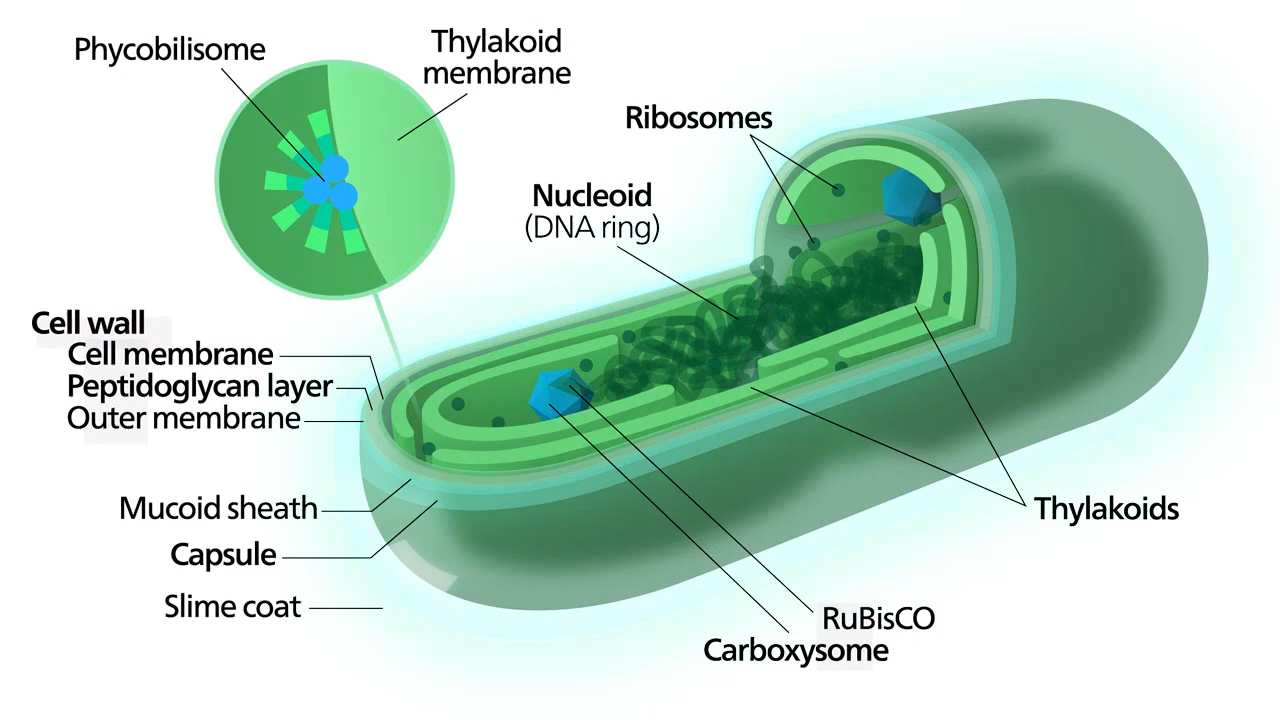 Phycobilisome
Thylakoid
membrane
Ribosomes
Nucleoid
(DNA ring)
Cell wall
Cell membrane
Peptidoglycan layer
Outer membrane
Mucoid sheath
Capsule
Slime coat
Thylakoids
RuBisCO
Carboxysome